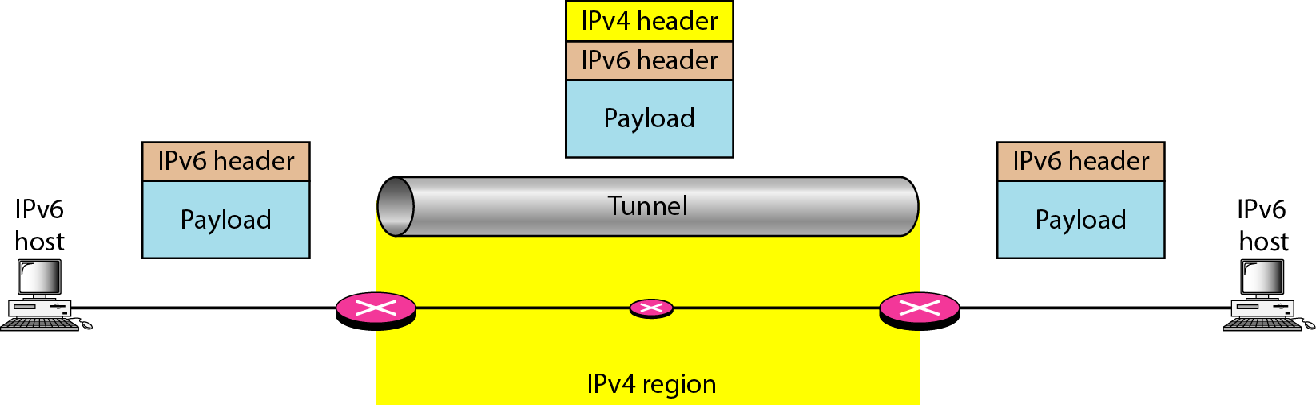 IPv4 header
IPv6 header
Payload
IPv6 header
Payload
IPv6 header
Payload
Tunnel
IPv6
host
IPv6
host
IPv4 region